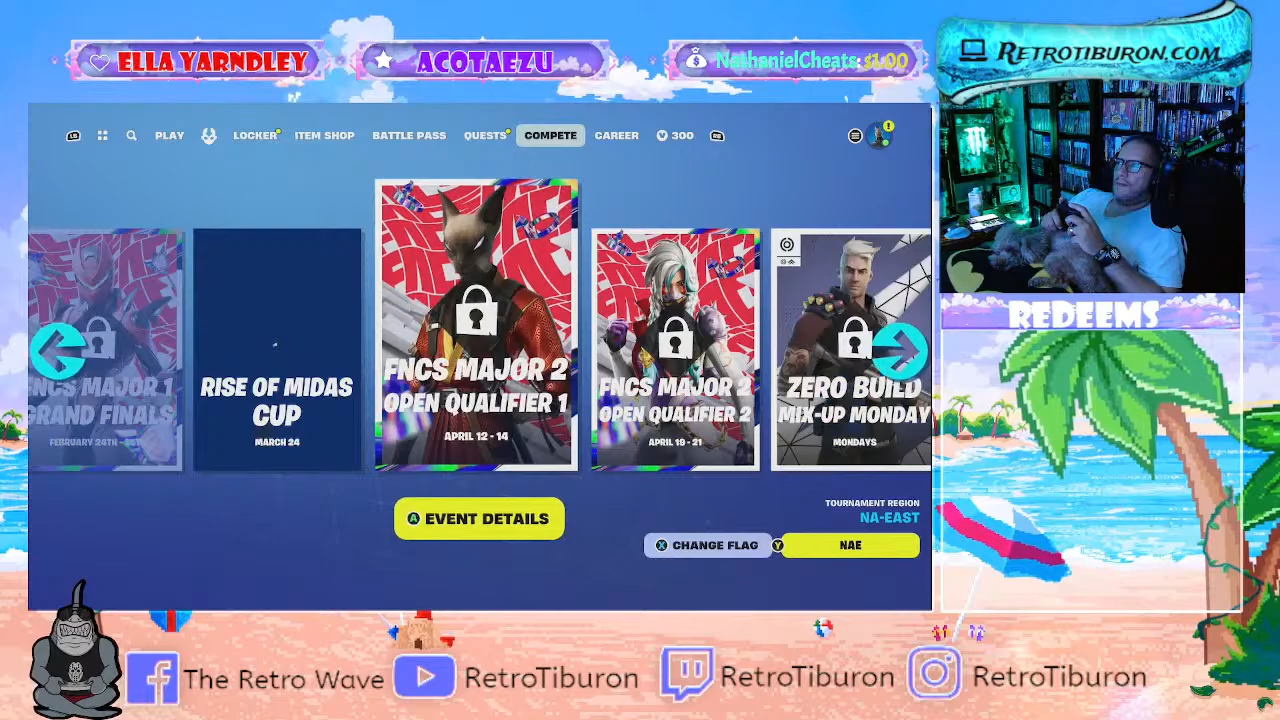 ELLA YARNDLEY
ACOTAEZU
NathanielCheats: $1.00
RETROTIBURON.COM
LB
PLAY
LOCKER
ITEM SHOP
BATTLE PASS
QUESTS
COMPETE
CAREER
300
RB
FNCS MAJOR 1
GRAND FINALS
RISE OF MIDAS
CUP
MARCH 24
FNCS MAJOR 2
OPEN QUALIFIER 1
APRIL 12 - 14
FNCS MAJOR 2
OPEN QUALIFIER 2
APRIL 19 - 21
ZERO BUILD
MIX-UP MONDAY
MONDAYS
A EVENT DETAILS
TOURNAMENT REGION
NA-EAST
X CHANGE FLAG
Y NAE
REDEEMS
The Retro Wave
RetroTiburon
RetroTiburon
RetroTiburon